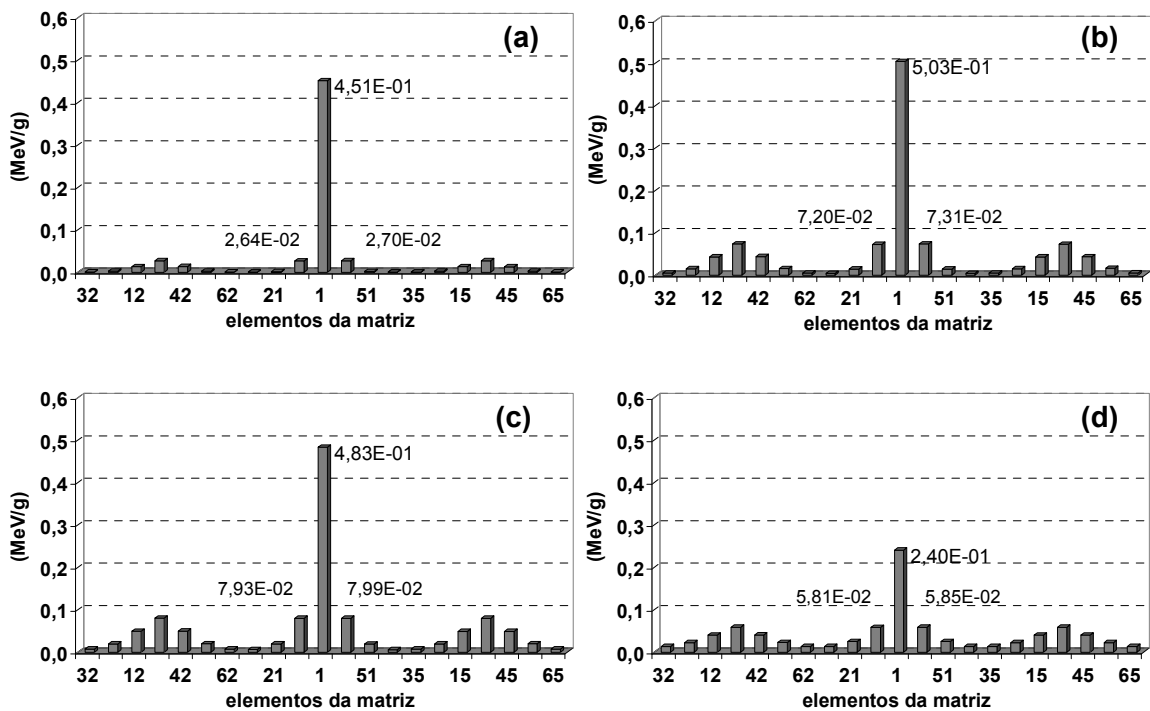 (a)
(MeV/g)
0,6
0,5
0,4
0,3
0,2
0,1
0,0
4,51E-01
2,64E-02 2,70E-02
32 12 42 62 21 1 51 35 15 45 65
elementos da matriz
(b)
(MeV/g)
0,6
0,5
0,4
0,3
0,2
0,1
0,0
5,03E-01
7,20E-02 7,31E-02
32 12 42 62 21 1 51 35 15 45 65
elementos da matriz
(c)
(MeV/g)
0,6
0,5
0,4
0,3
0,2
0,1
0,0
4,83E-01
7,93E-02 7,99E-02
32 12 42 62 21 1 51 35 15 45 65
elementos da matriz
(d)
(MeV/g)
0,6
0,5
0,4
0,3
0,2
0,1
0,0
2,40E-01
5,81E-02 5,85E-02
32 12 42 62 21 1 51 35 15 45 65
elementos da matriz